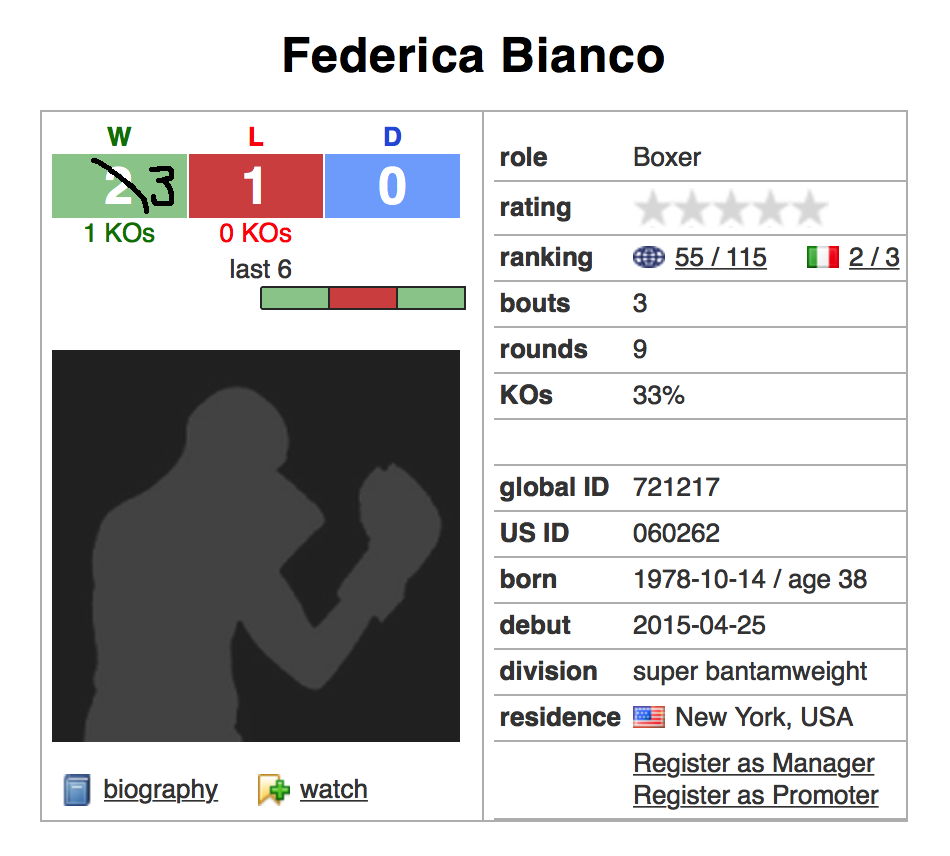 Federica Bianco
W L D
2 3 1 0
1 KOs 0 KOs
last 6
biography watch
role Boxer
rating
ranking 55 / 115 2 / 3
bouts 3
rounds 9
KOs 33%
global ID 721217
US ID 060262
born 1978-10-14 / age 38
debut 2015-04-25
division super bantamweight
residence New York, USA
Register as Manager
Register as Promoter